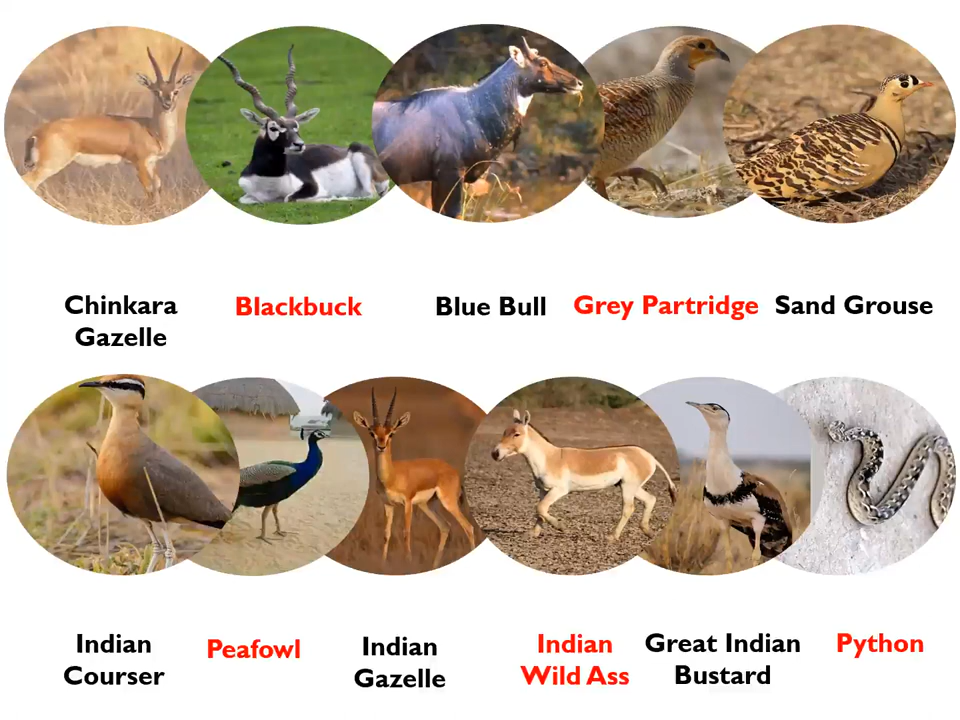 Chinkara
Gazelle
Blackbuck
Blue Bull
Grey Partridge
Sand Grouse
Indian
Courser
Peafowl
Indian
Gazelle
Indian
Wild Ass
Great Indian
Bustard
Python